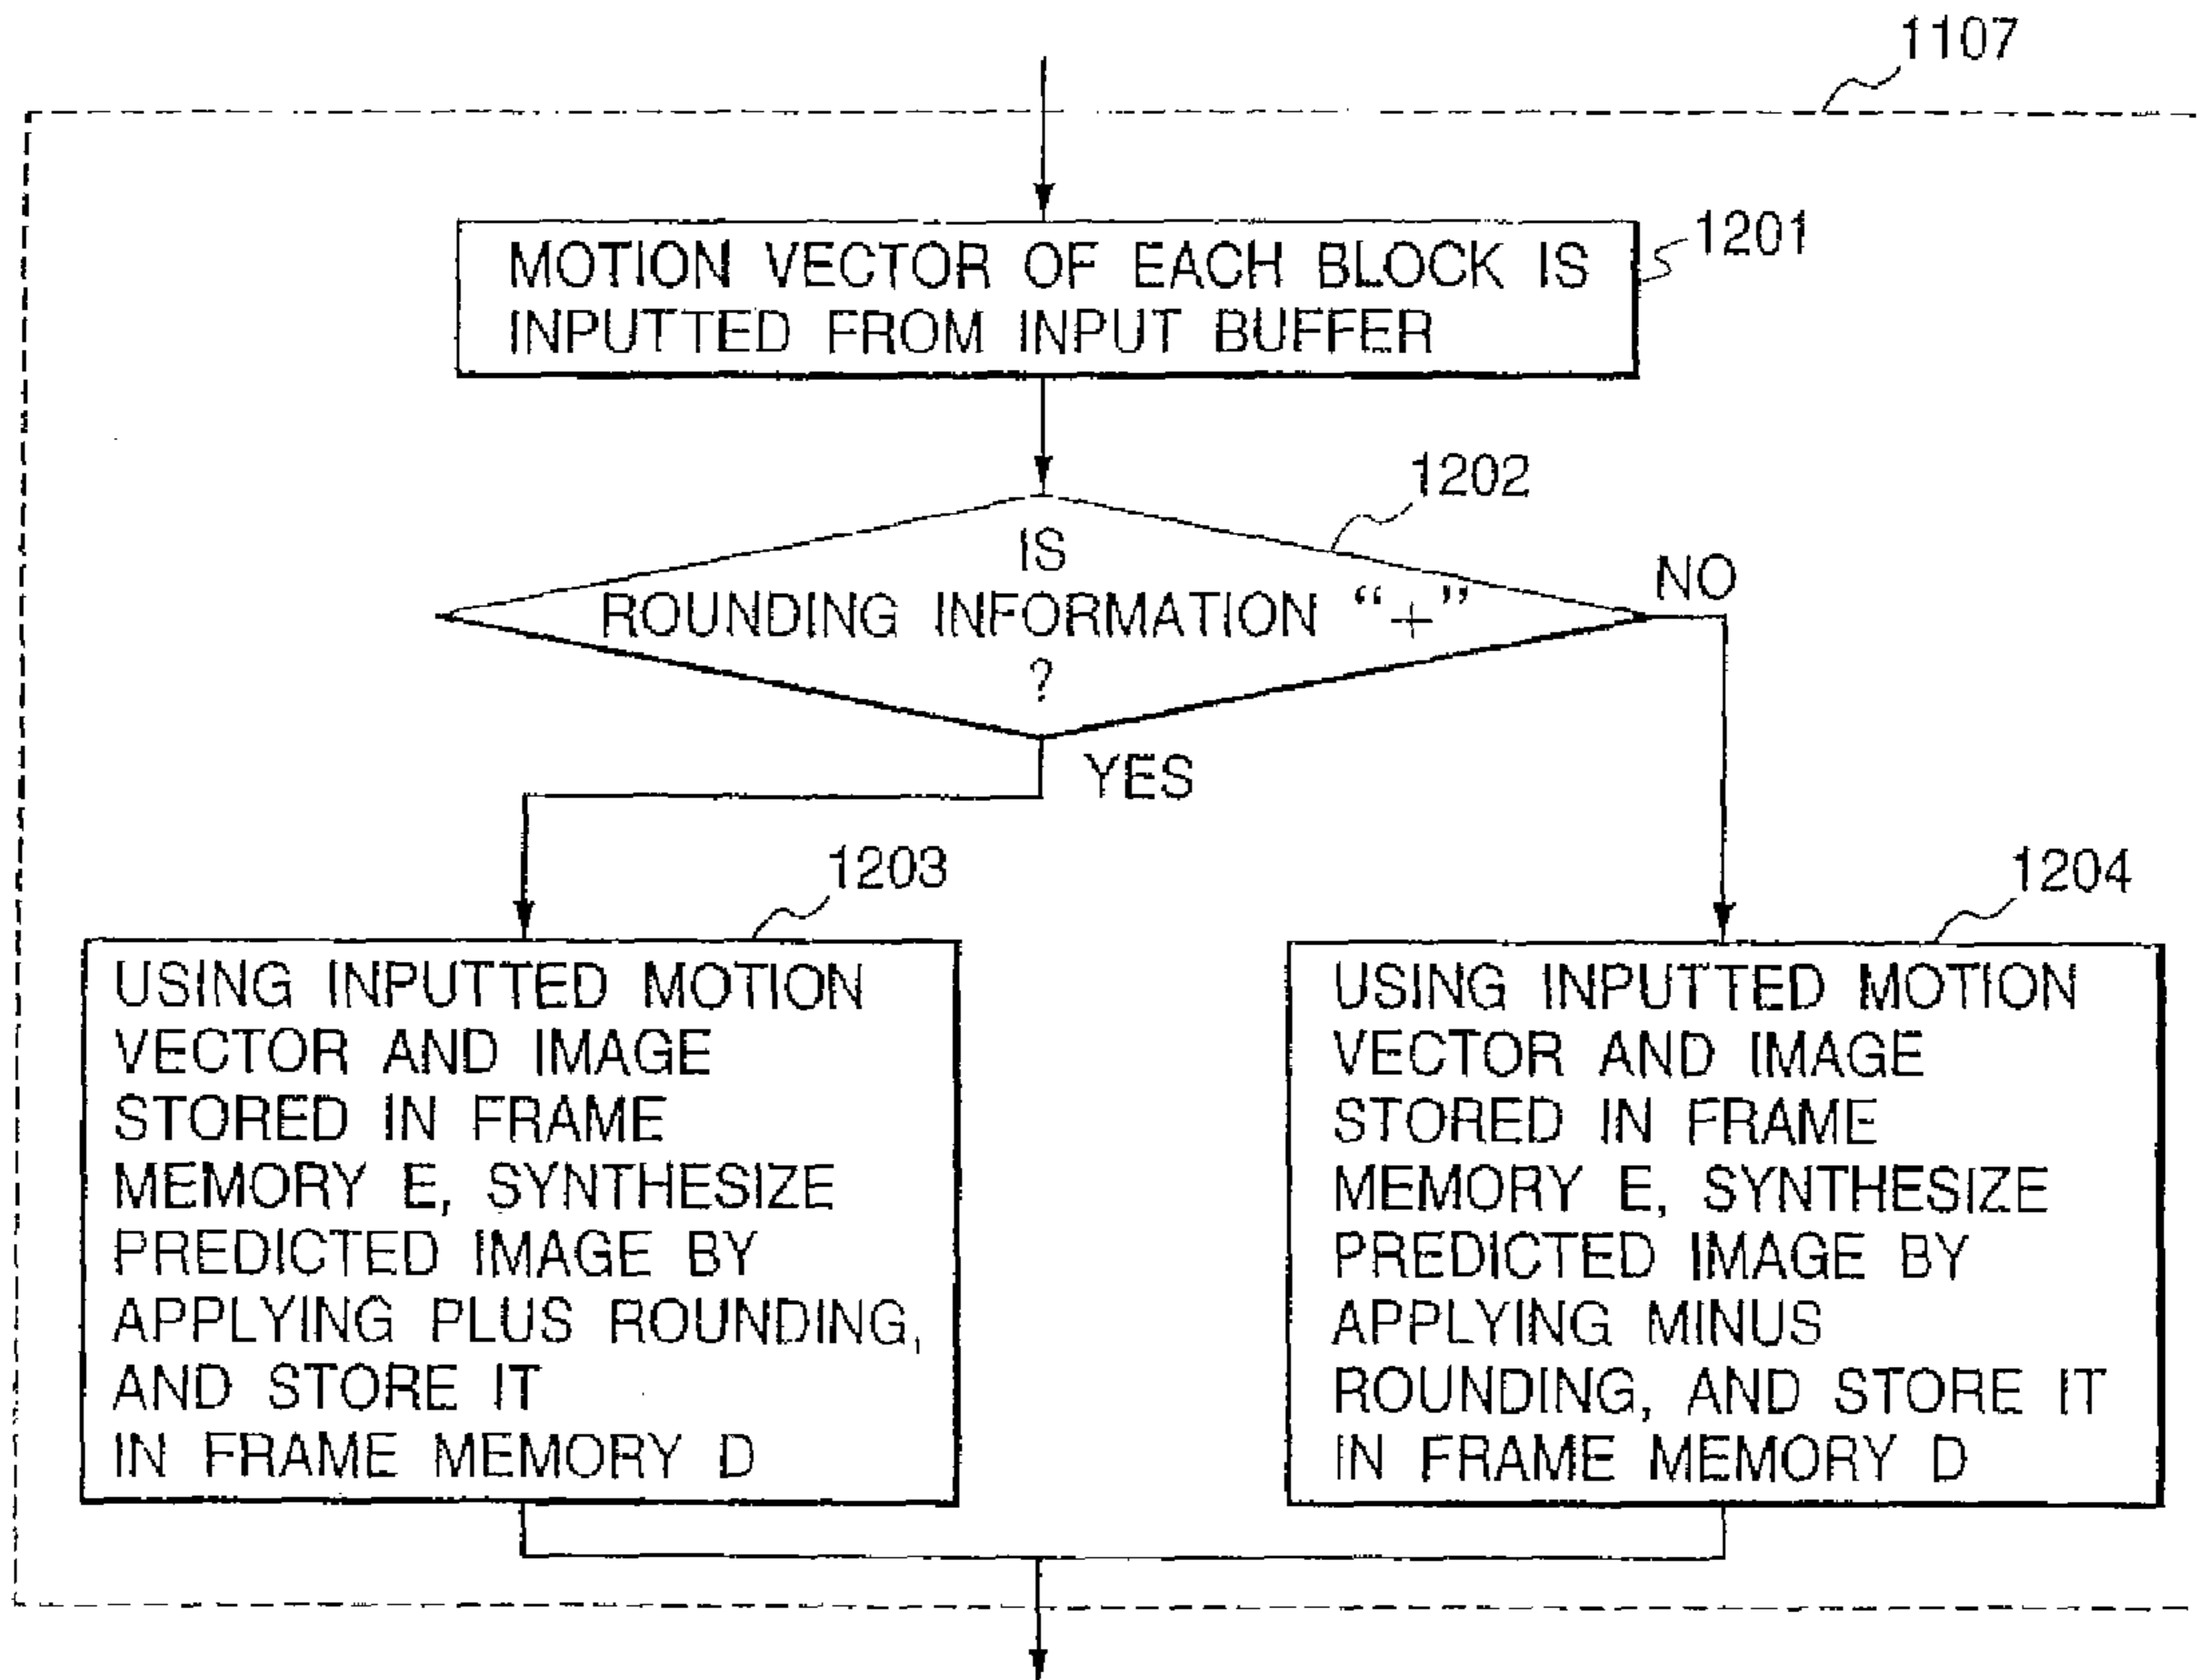 1107
MOTION VECTOR OF EACH BLOCK IS
INPUTTED FROM INPUT BUFFER
1201
1202
IS
ROUNDING INFORMATION “+”
?
NO
YES
1203
USING INPUTTED MOTION
VECTOR AND IMAGE
STORED IN FRAME
MEMORY E, SYNTHESIZE
PREDICTED IMAGE BY
APPLYING PLUS ROUNDING,
AND STORE IT
IN FRAME MEMORY D
1204
USING INPUTTED MOTION
VECTOR AND IMAGE
STORED IN FRAME
MEMORY E, SYNTHESIZE
PREDICTED IMAGE BY
APPLYING MINUS
ROUNDING, AND STORE IT
IN FRAME MEMORY D